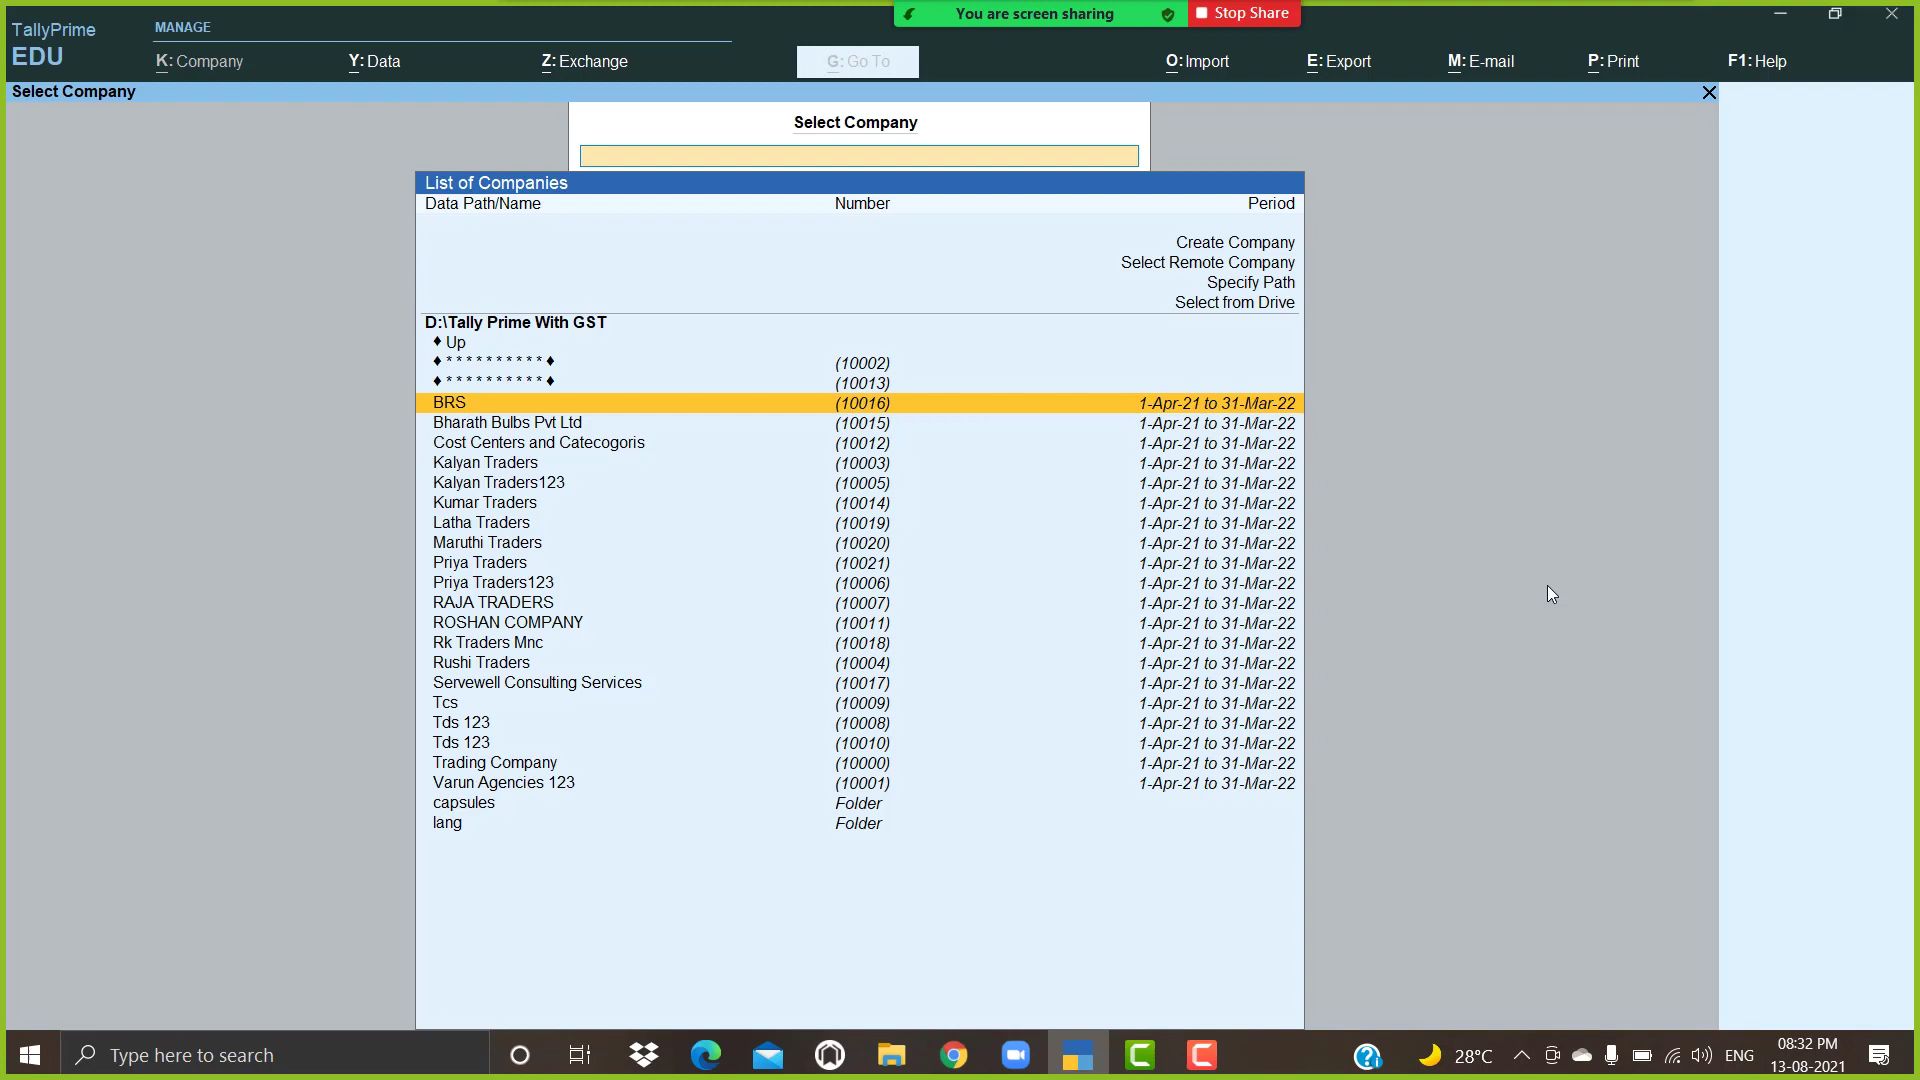 You are screen sharing Stop Share
TallyPrime
EDU
MANAGE
K: Company Y: Data Z: Exchange G: Go To O: Import E: Export M: E-mail P: Print F1: Help
Select Company
Select Company
List of Companies
Data Path/Name Number Period
Create Company
Select Remote Company
Specify Path
Select from Drive
D:\Tally Prime With GST
♦ Up
♦ * * * * * * * * * * ♦ (10002)
♦ * * * * * * * * * * ♦ (10013)
BRS (10016) 1-Apr-21 to 31-Mar-22
Bharath Bulbs Pvt Ltd (10015) 1-Apr-21 to 31-Mar-22
Cost Centers and Catecogoris (10012) 1-Apr-21 to 31-Mar-22
Kalyan Traders (10003) 1-Apr-21 to 31-Mar-22
Kalyan Traders123 (10005) 1-Apr-21 to 31-Mar-22
Kumar Traders (10014) 1-Apr-21 to 31-Mar-22
Latha Traders (10019) 1-Apr-21 to 31-Mar-22
Maruthi Traders (10020) 1-Apr-21 to 31-Mar-22
Priya Traders (10021) 1-Apr-21 to 31-Mar-22
Priya Traders123 (10006) 1-Apr-21 to 31-Mar-22
RAJA TRADERS (10007) 1-Apr-21 to 31-Mar-22
ROSHAN COMPANY (10011) 1-Apr-21 to 31-Mar-22
Rk Traders Mnc (10018) 1-Apr-21 to 31-Mar-22
Rushi Traders (10004) 1-Apr-21 to 31-Mar-22
Servewell Consulting Services (10017) 1-Apr-21 to 31-Mar-22
Tcs (10009) 1-Apr-21 to 31-Mar-22
Tds 123 (10008) 1-Apr-21 to 31-Mar-22
Tds 123 (10010) 1-Apr-21 to 31-Mar-22
Trading Company (10000) 1-Apr-21 to 31-Mar-22
Varun Agencies 123 (10001) 1-Apr-21 to 31-Mar-22
capsules Folder
lang Folder
Type here to search 28°C ENG 08:32 PM
13-08-2021